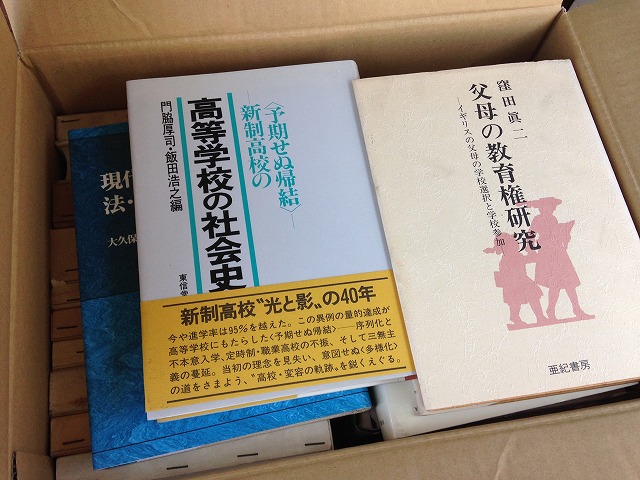 現代
法・
大久保
〈予期せぬ帰結〉
―新制高校の
高等学校の社会史
門脇厚司・飯田浩之編
東信堂
新制高校〝光と影〟の40年
今や進学率は95%を越えた。この異例の量的達成が
高等学校にもたらした〈予期せぬ帰結〉――序列化と
不本意入学、定時制・職業高校の不振、そして三無主
義の蔓延。当初の理念を見失い、意図せぬ〈多様化〉
の道をさまよう、〝高校・変容の軌跡〟を鋭くえぐる。
窪田眞二
父母の教育権研究
―イギリスの父母の学校選択と学校参加
亜紀書房